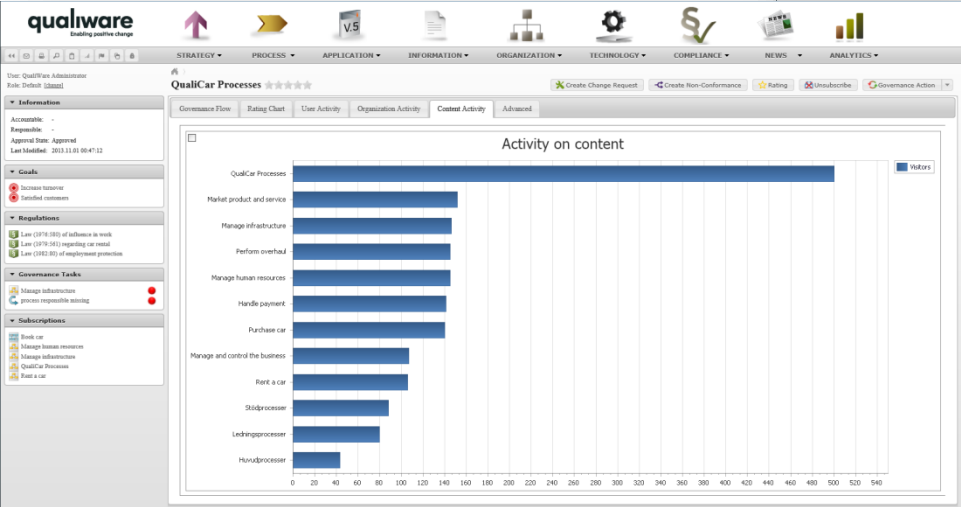 qualiware
Enabling positive change
V.5
NEWS
STRATEGY PROCESS APPLICATION INFORMATION ORGANIZATION TECHNOLOGY COMPLIANCE NEWS ANALYTICS
User: QualiWare Administrator
Role: Default [change]
QualiCar Processes
Create Change Request Create Non-Conformance Rating Unsubscribe Governance Action
Information
Accountable: -
Responsible: -
Approval State: Approved
Last Modified: 2013.11.01 00:47:12
Goals
Increase turnover
Satisfied customers
Regulations
Law (1976:580) of influence in work
Law (1979:561) regarding car rental
Law (1982:80) of employment protection
Governance Tasks
Manage infrastructure
process responsible missing
Subscriptions
Book car
Manage human resources
Manage infrastructure
QualiCar Processes
Rent a car
Governance Flow Rating Chart User Activity Organization Activity Content Activity Advanced
Activity on content
Visitors
QualiCar Processes
Market product and service
Manage infrastructure
Perform overhaul
Manage human resources
Handle payment
Purchase car
Manage and control the business
Rent a car
Stödprocesser
Ledningsprocesser
Huvudprocesser
0 20 40 60 80 100 120 140 160 180 200 220 240 260 280 300 320 340 360 380 400 420 440 460 480 500 520 540